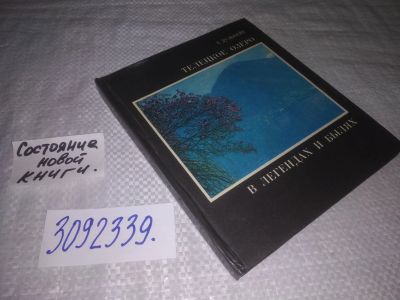 ТЕЛЕЦКОЕ ОЗЕРО
В ЛЕГЕНДАХ И БЫЛЯХ
Состояние
новой
книги.
3092339.